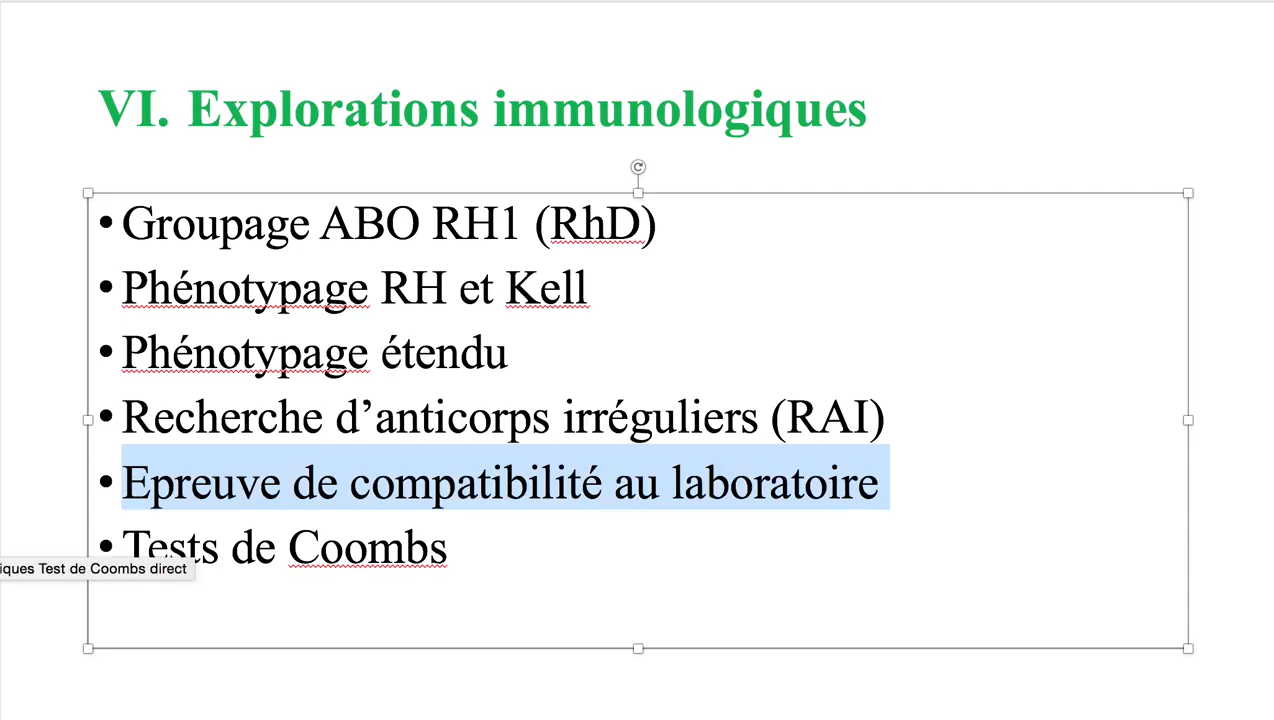 VI. Explorations immunologiques
• Groupage ABO RH1 (RhD)
• Phénotypage RH et Kell
• Phénotypage étendu
• Recherche d’anticorps irréguliers (RAI)
• Epreuve de compatibilité au laboratoire
• Tests de Coombs
iques Test de Coombs direct